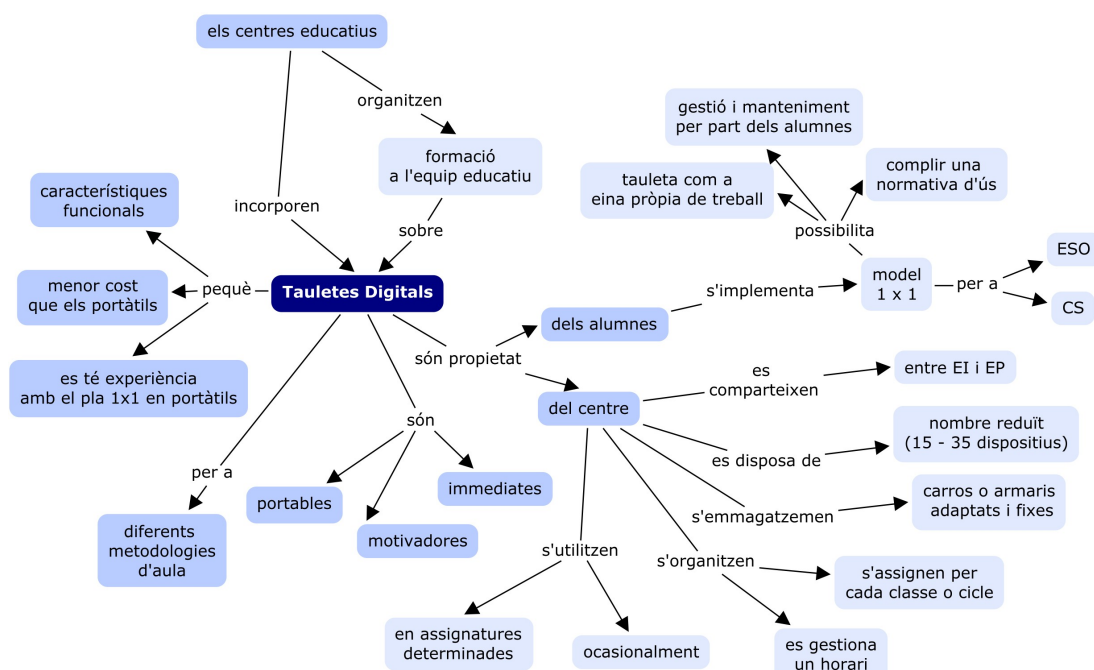 els centres educatius
organitzen
formació
a l'equip educatiu
sobre
incorporen
Tauletes Digitals
pequè
característiques
funcionals
menor cost
que els portàtils
es té experiència
amb el pla 1x1 en portàtils
per a
diferents
metodologies
d'aula
són
portables
motivadores
immediates
són propietat
dels alumnes
s'implementa
model
1 x 1
possibilita
gestió i manteniment
per part dels alumnes
tauleta com a
eina pròpia de treball
complir una
normativa d'ús
per a
ESO
CS
del centre
es
comparteixen
entre EI i EP
es disposa de
nombre reduït
(15 - 35 dispositius)
s'emmagatzemen
carros o armaris
adaptats i fixes
s'organitzen
s'assignen per
cada classe o cicle
es gestiona
un horari
s'utilitzen
en assignatures
determinades
ocasionalment